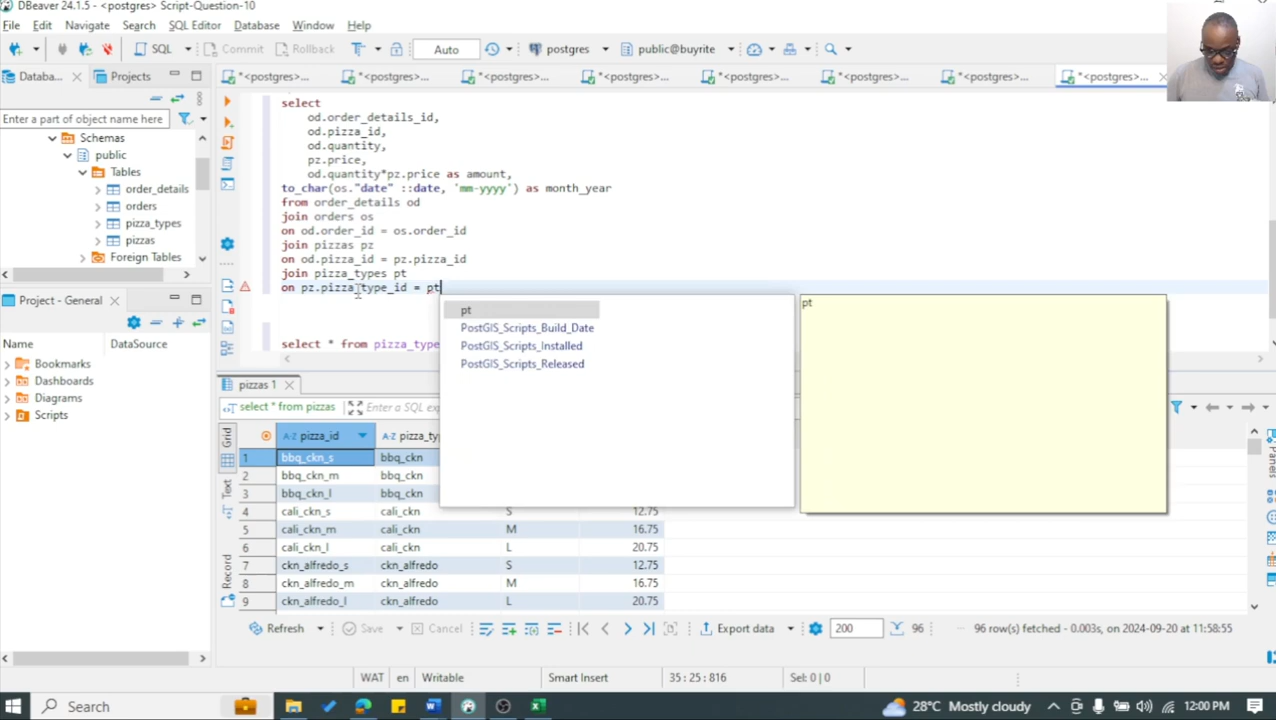 DBeaver 24.1.5 - <postgres> Script-Question-10
File Edit Navigate Search SQL Editor Database Window Help
SQL Commit Rollback Auto postgres public@buyrite
Databa... Projects *<postgres>... *<postgres>... *<postgres>... *<postgres>... *<postgres>... *<postgres>... *<postgres>... *<postgres>...
Enter a part of object name here
Schemas
public
Tables
order_details
orders
pizza_types
pizzas
Foreign Tables
Project - General
Name DataSource
Bookmarks
Dashboards
Diagrams
Scripts
select
od.order_details_id,
od.pizza_id,
od.quantity,
pz.price,
od.quantity*pz.price as amount,
to_char(os."date" ::date, 'mm-yyyy') as month_year
from order_details od
join orders os
on od.order_id = os.order_id
join pizzas pz
on od.pizza_id = pz.pizza_id
join pizza_types pt
on pz.pizza_type_id = pt
select * from pizza_type
pt
PostGIS_Scripts_Build_Date
PostGIS_Scripts_Installed
PostGIS_Scripts_Released
pt
pizzas 1
select * from pizzas Enter a SQL exp
Grid
Text
Record
Panels
A-Z pizza_id A-Z pizza_ty
1 bbq_ckn_s bbq_ckn
2 bbq_ckn_m bbq_ckn
3 bbq_ckn_l bbq_ckn
4 cali_ckn_s cali_ckn S 12.75
5 cali_ckn_m cali_ckn M 16.75
6 cali_ckn_l cali_ckn L 20.75
7 ckn_alfredo_s ckn_alfredo S 12.75
8 ckn_alfredo_m ckn_alfredo M 16.75
9 ckn_alfredo_l ckn_alfredo L 20.75
Refresh Save Cancel Export data 200 96 96 row(s) fetched - 0.003s, on 2024-09-20 at 11:58:55
WAT en Writable Smart Insert 35 : 25 : 816 Sel: 0 | 0
Search 28°C Mostly cloudy 12:00 PM